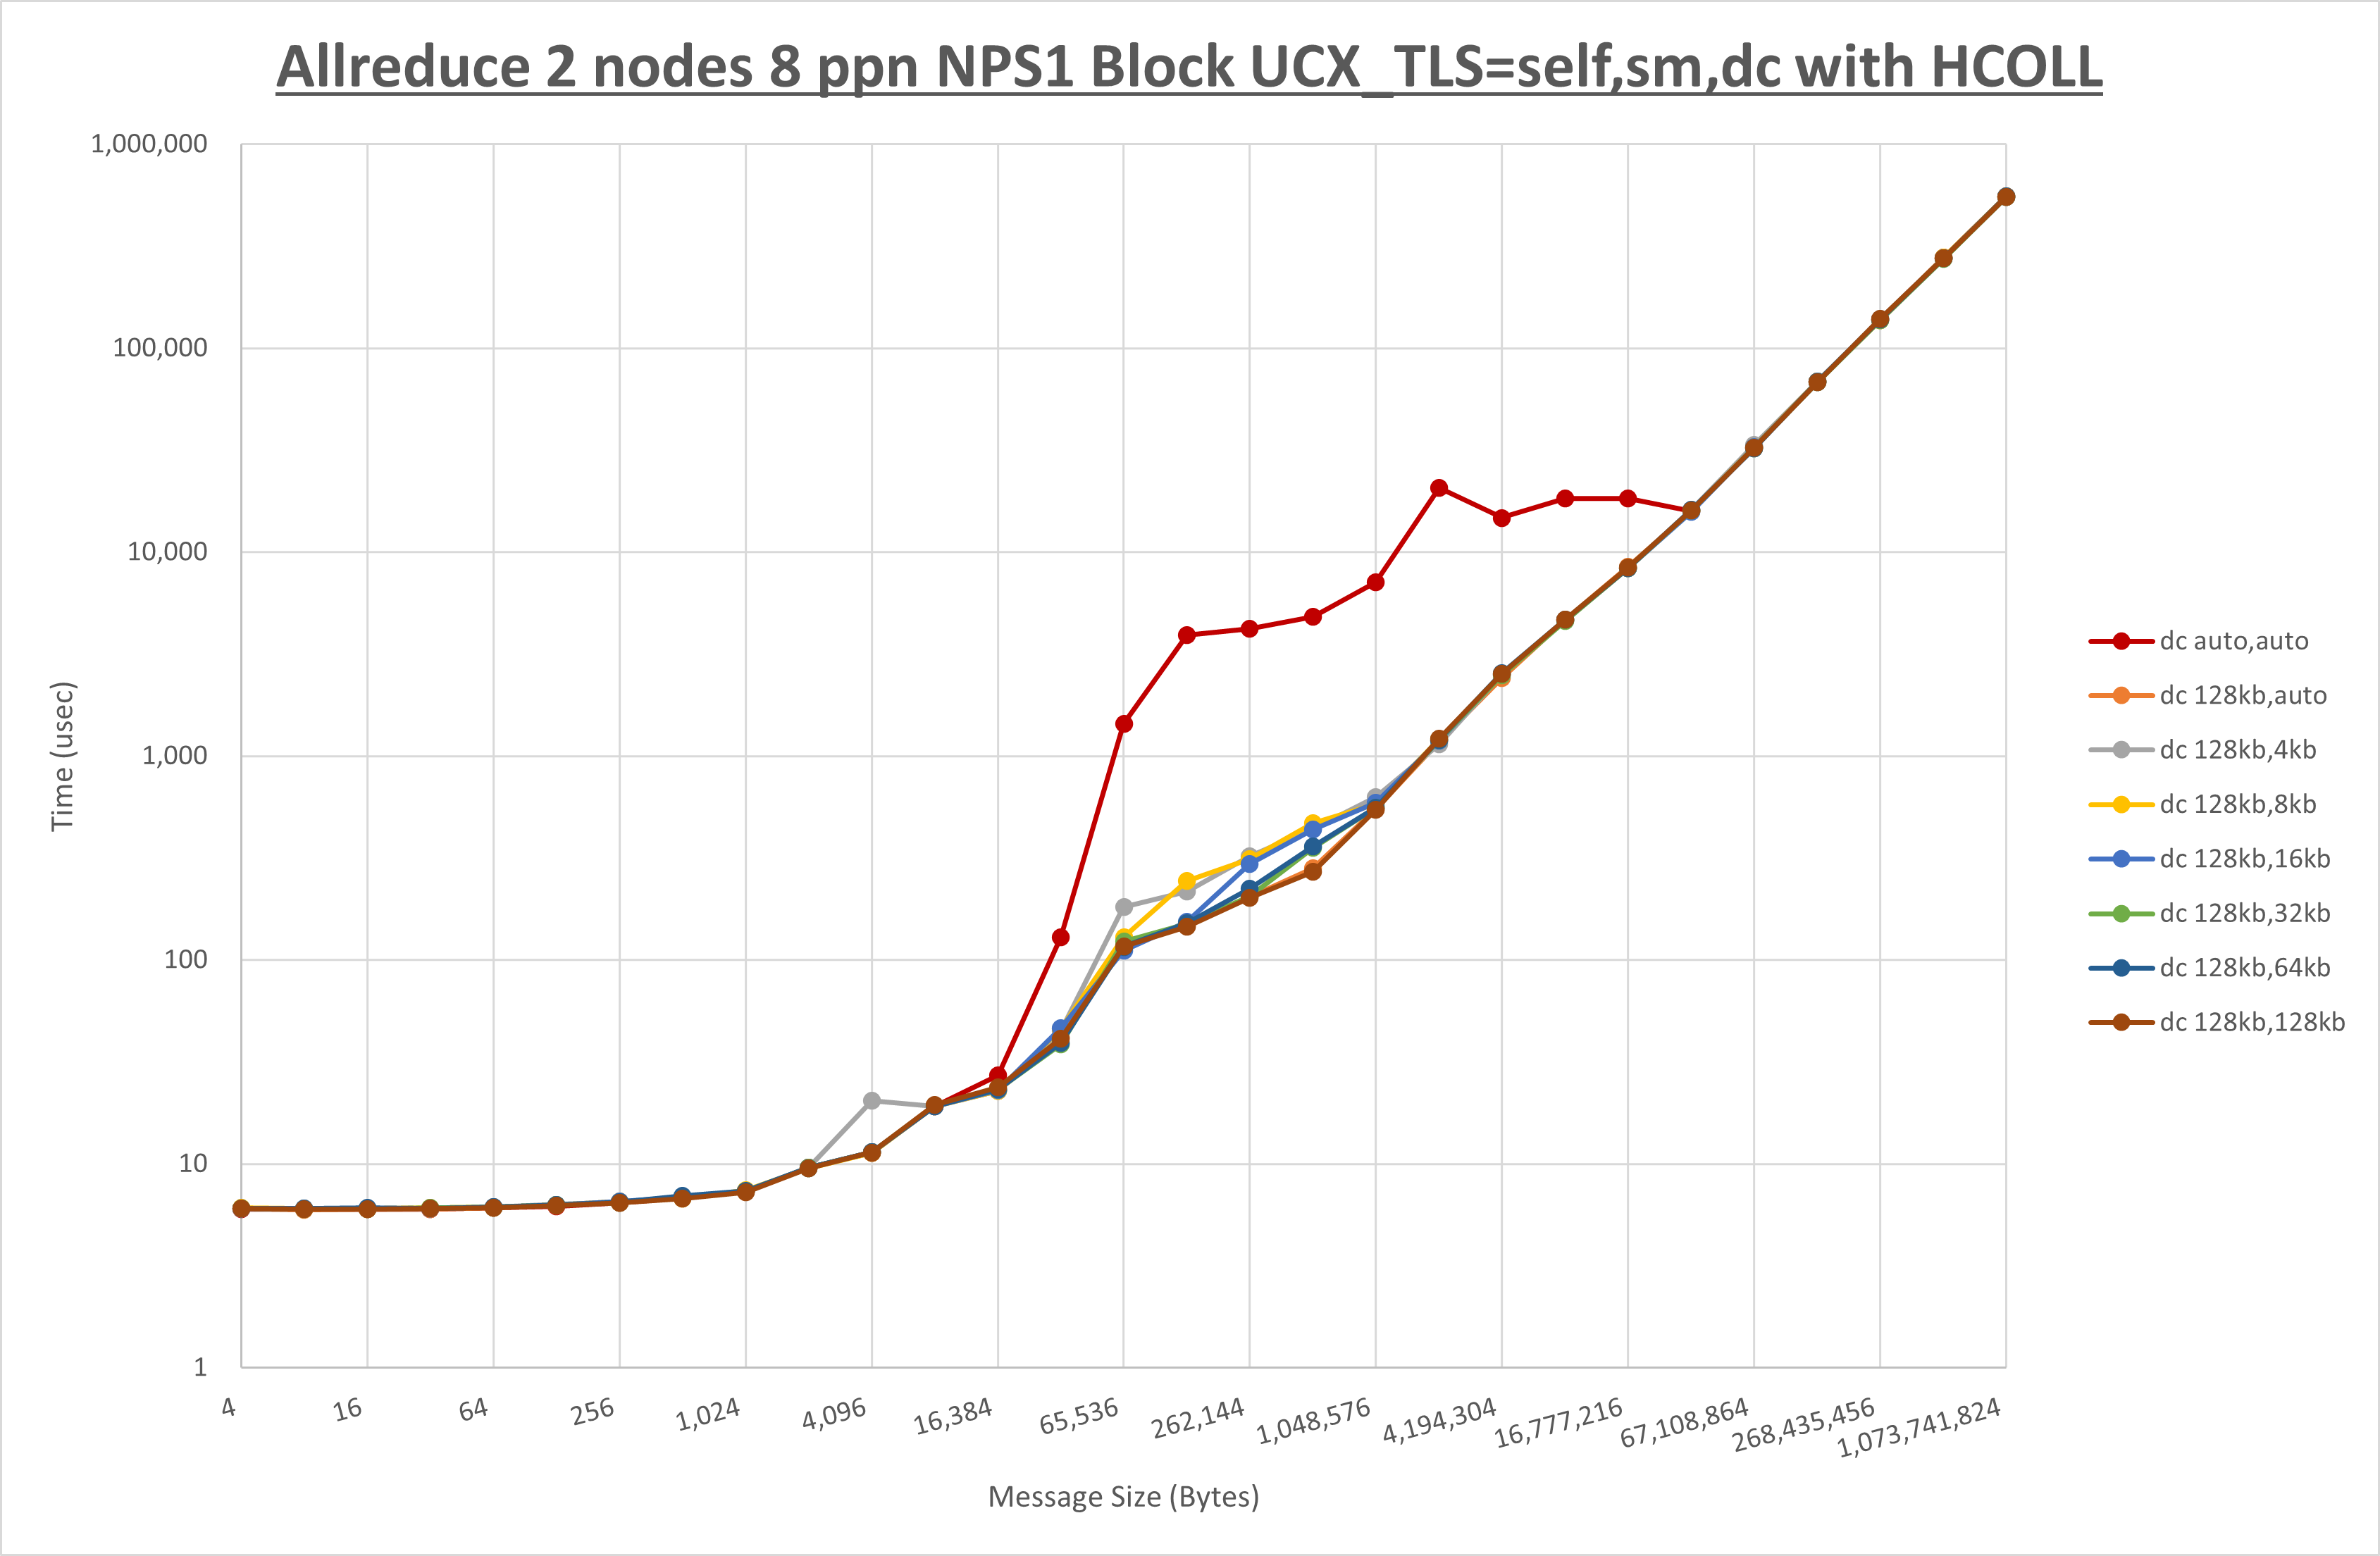 Allreduce 2 nodes 8 ppn NPS1 Block UCX_TLS=self,sm,dc with HCOLL
1,000,000
100,000
10,000
1,000
100
10
1
Time (usec)
4
16
64
256
1,024
4,096
16,384
65,536
262,144
1,048,576
4,194,304
16,777,216
67,108,864
268,435,456
1,073,741,824
Message Size (Bytes)
dc auto,auto
dc 128kb,auto
dc 128kb,4kb
dc 128kb,8kb
dc 128kb,16kb
dc 128kb,32kb
dc 128kb,64kb
dc 128kb,128kb